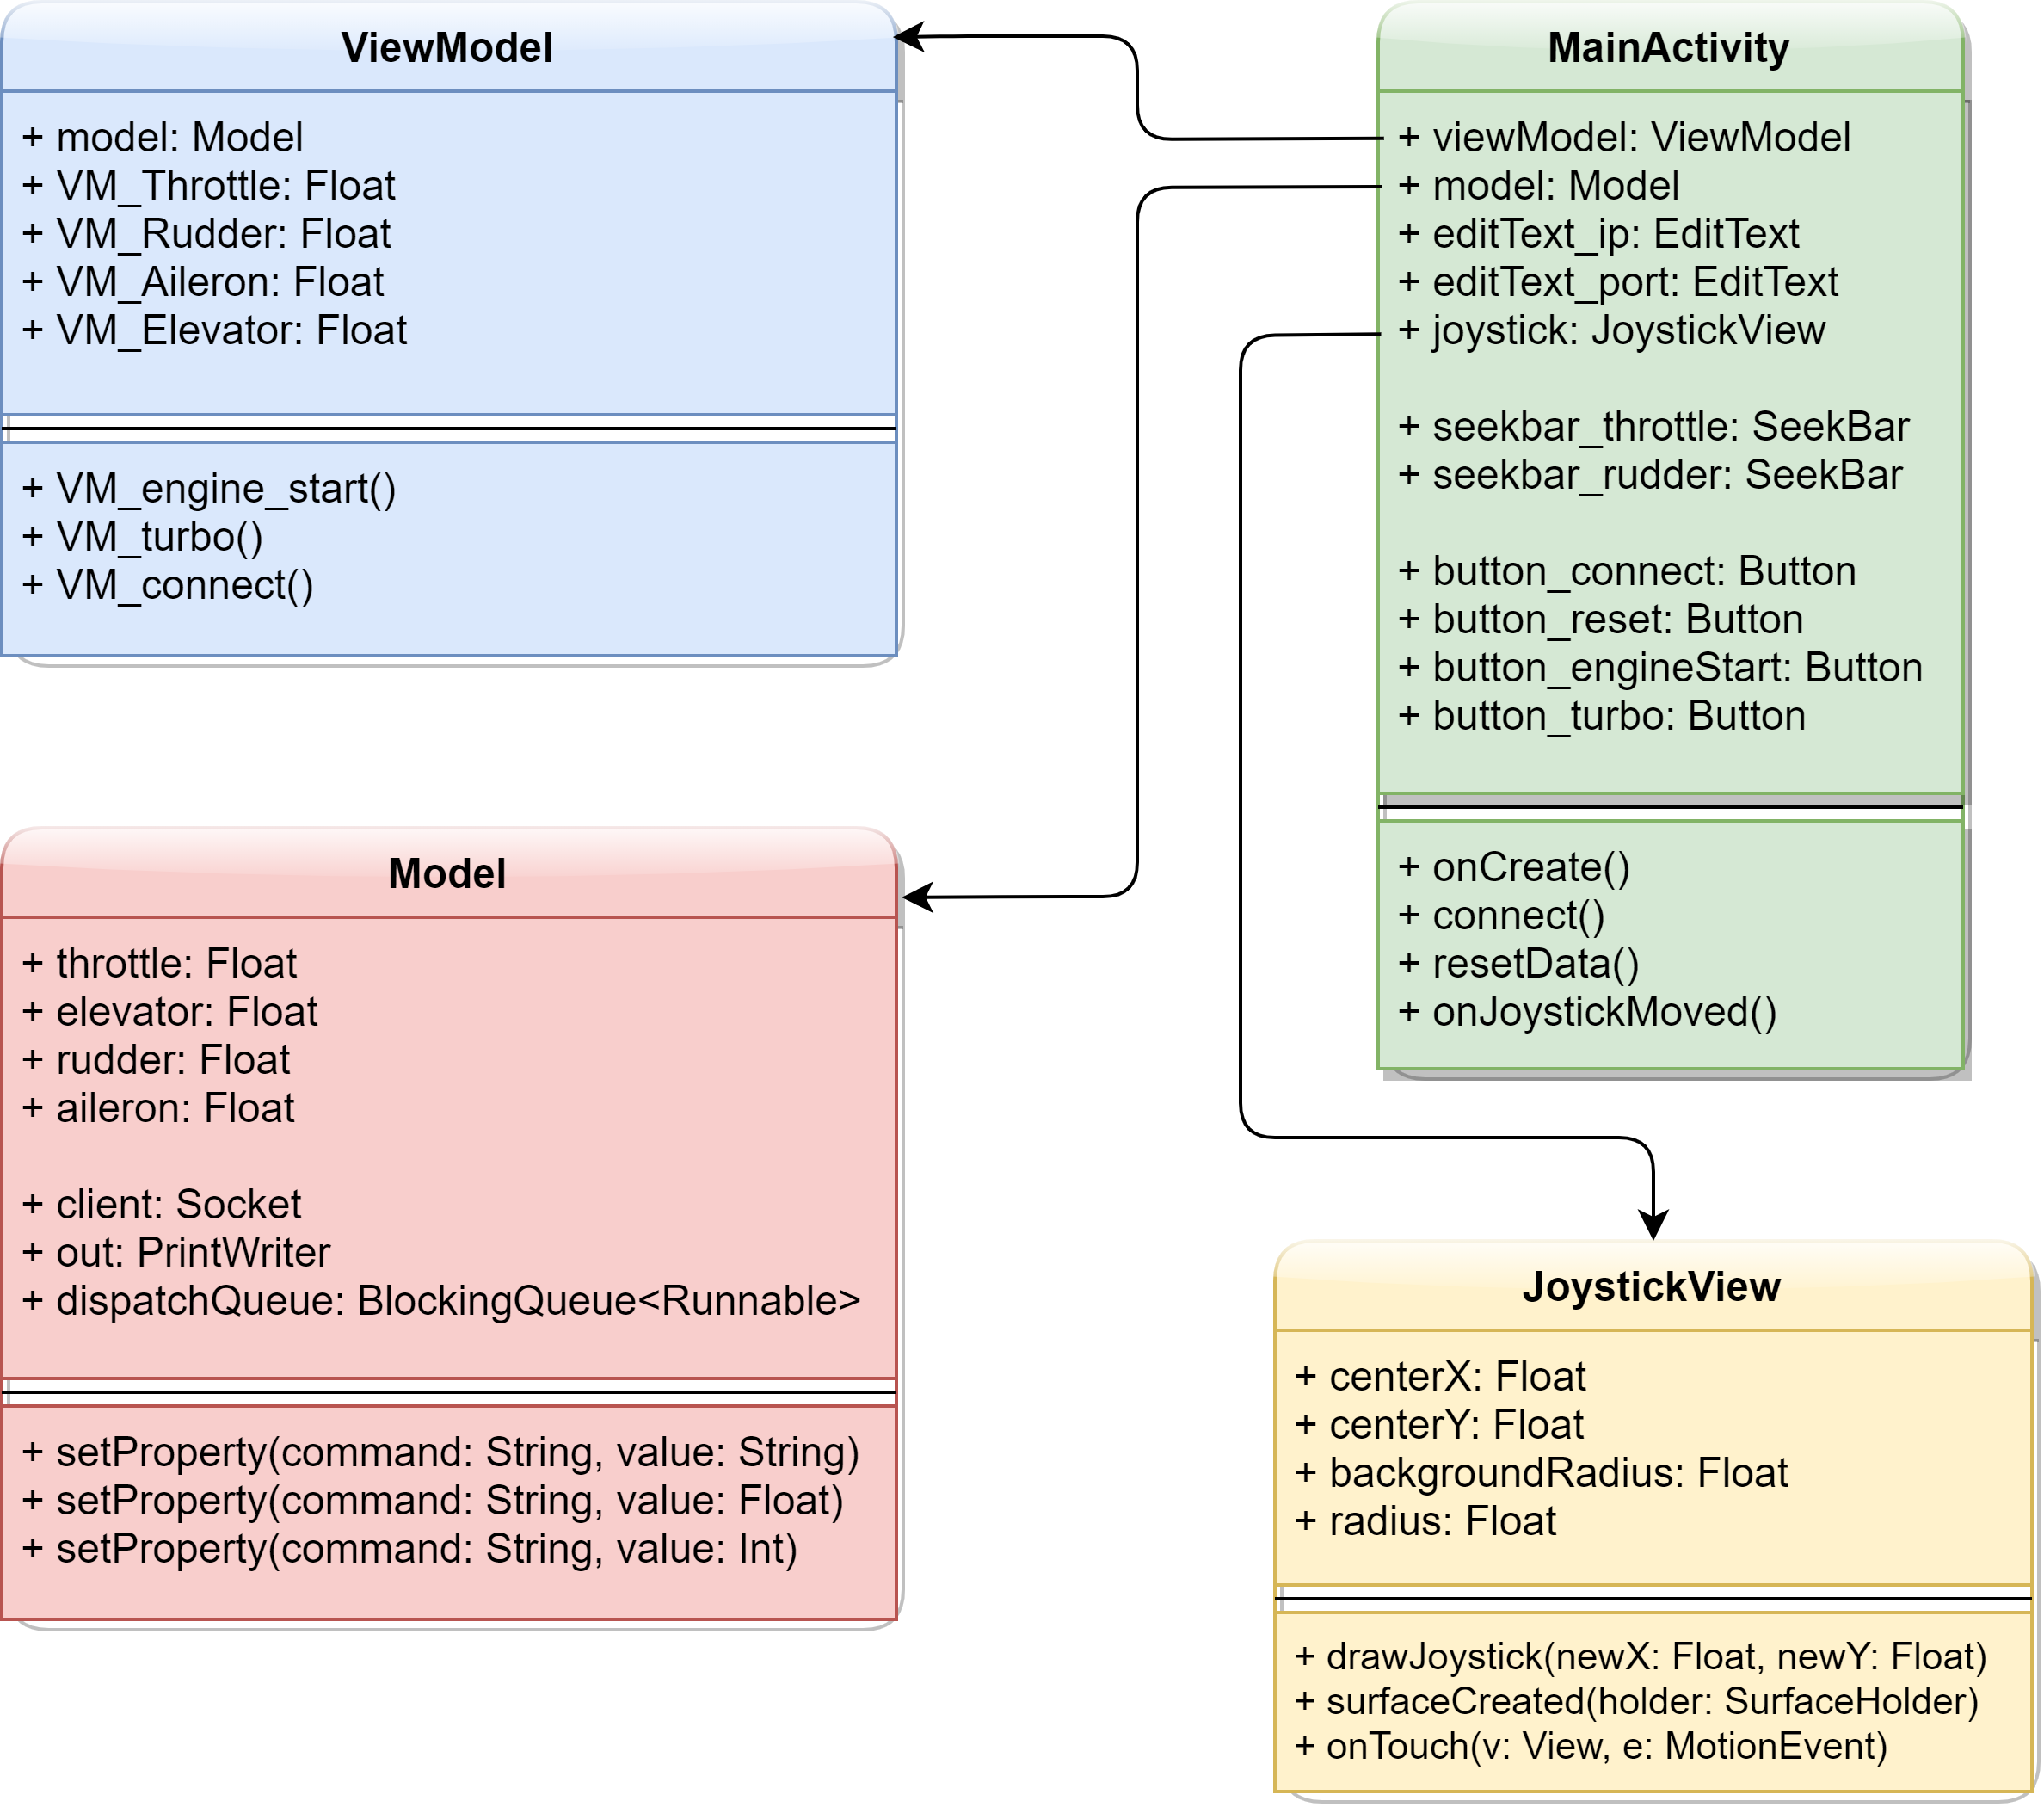 ViewModel
+ model: Model
+ VM_Throttle: Float
+ VM_Rudder: Float
+ VM_Aileron: Float
+ VM_Elevator: Float
+ VM_engine_start()
+ VM_turbo()
+ VM_connect()
MainActivity
+ viewModel: ViewModel
+ model: Model
+ editText_ip: EditText
+ editText_port: EditText
+ joystick: JoystickView
+ seekbar_throttle: SeekBar
+ seekbar_rudder: SeekBar
+ button_connect: Button
+ button_reset: Button
+ button_engineStart: Button
+ button_turbo: Button
+ onCreate()
+ connect()
+ resetData()
+ onJoystickMoved()
Model
+ throttle: Float
+ elevator: Float
+ rudder: Float
+ aileron: Float
+ client: Socket
+ out: PrintWriter
+ dispatchQueue: BlockingQueue<Runnable>
+ setProperty(command: String, value: String)
+ setProperty(command: String, value: Float)
+ setProperty(command: String, value: Int)
JoystickView
+ centerX: Float
+ centerY: Float
+ backgroundRadius: Float
+ radius: Float
+ drawJoystick(newX: Float, newY: Float)
+ surfaceCreated(holder: SurfaceHolder)
+ onTouch(v: View, e: MotionEvent)